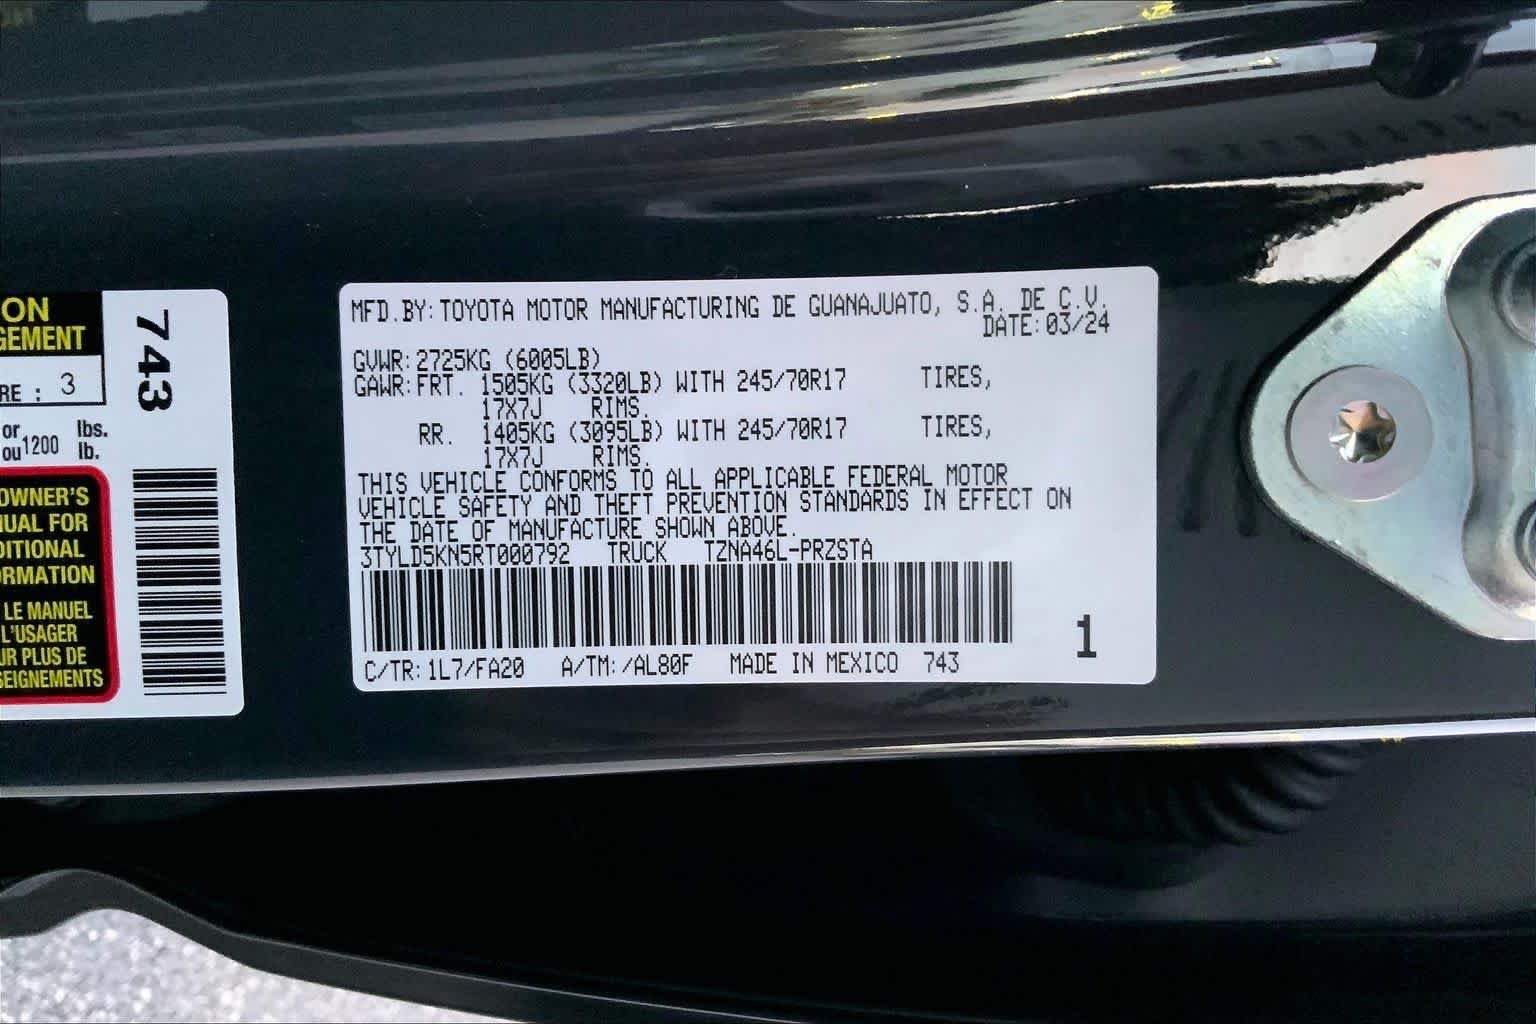 ON
GEMENT
RE : 3
or
ou 1200 lbs.
lb.
OWNER'S
NUAL FOR
DITIONAL
ORMATION
LE MANUEL
L'USAGER
UR PLUS DE
SEIGNEMENTS
743
MFD.BY: TOYOTA MOTOR MANUFACTURING DE GUANAJUATO, S.A. DE C.V.
DATE: 03/24
GVWR: 2725KG (6005LB)
GAWR: FRT. 1505KG (3320LB) WITH 245/70R17 TIRES,
17X7J RIMS.
RR. 1405KG (3095LB) WITH 245/70R17 TIRES,
17X7J RIMS.
THIS VEHICLE CONFORMS TO ALL APPLICABLE FEDERAL MOTOR
VEHICLE SAFETY AND THEFT PREVENTION STANDARDS IN EFFECT ON
THE DATE OF MANUFACTURE SHOWN ABOVE.
3TYLD5KN5RT000792 TRUCK TZNA46L-PRZSTA
C/TR: 1L7/FA20 A/TM: /AL80F MADE IN MEXICO 743
1